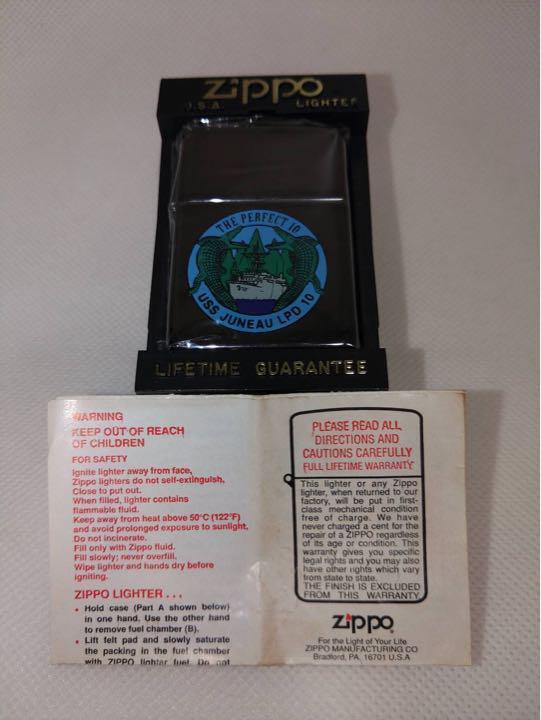 zippo
U.S.A. LIGHTER
THE PERFECT 10
USS JUNEAU LPD 10
LIFETIME GUARANTEE
WARNING
KEEP OUT OF REACH
OF CHILDREN
FOR SAFETY
Ignite lighter away from face,
Zippo lighters do not self-extinguish,
Close to put out.
When filled, lighter contains
flammable fluid.
Keep away from heat above 50°C (122°F)
and avoid prolonged exposure to sunlight,
Do not incinerate.
Fill only with Zippo fluid.
Fill slowly; never overfill.
Wipe lighter and hands dry before
igniting.
ZIPPO LIGHTER . . .
• Hold case (Part A shown below)
in one hand. Use the other hand
to remove fuel chamber (B).
• Lift felt pad and slowly saturate
the packing in the fuel chamber
with ZIPPO lighter fuel. Do not
PLEASE READ ALL
DIRECTIONS AND
CAUTIONS CAREFULLY
FULL LIFETIME WARRANTY
This lighter or any Zippo
lighter, when returned to our
factory, will be put in first-
class mechanical condition
free of charge. We have
never charged a cent for the
repair of a ZIPPO regardless
of its age or condition. This
warranty gives you specific
legal rights and you may also
have other rights which vary
from state to state.
THE FINISH IS EXCLUDED
FROM THIS WARRANTY
zippo
For the Light of Your Life
ZIPPO MANUFACTURING CO
Bradford, PA. 16701 U.S.A